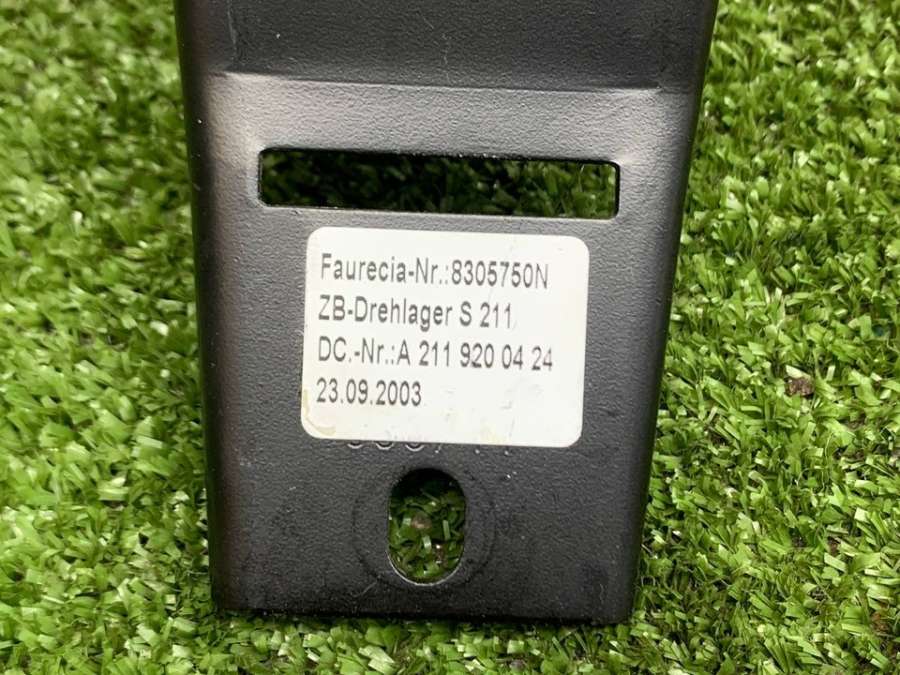 Faurecia-Nr.:8305750N
ZB-Drehlager S 211
DC.-Nr.:A 211 920 04 24
23.09.2003